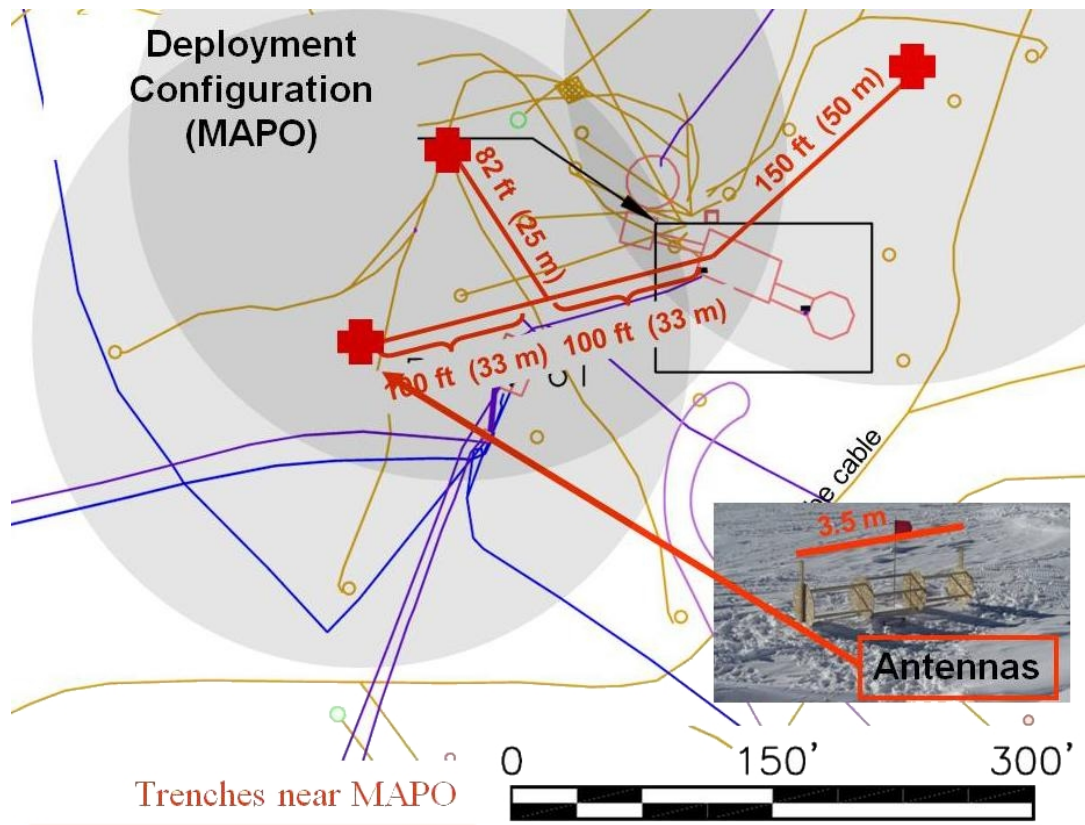 Deployment
Configuration
(MAPO)
82 ft (25 m)
150 ft (50 m)
100 ft (33 m)
100 ft (33 m)
cable
3.5 m
Antennas
0 150' 300'
Trenches near MAPO